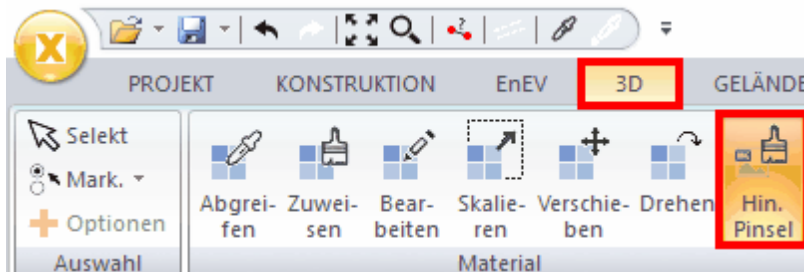 X
PROJEKT KONSTRUKTION EnEV 3D GELÄNDE
Selekt
Mark.
Optionen
Auswahl
Abgrei-
fen
Zuwei-
sen
Bear-
beiten
Skalie-
ren
Verschie-
ben
Drehen
Hin.
Pinsel
Material